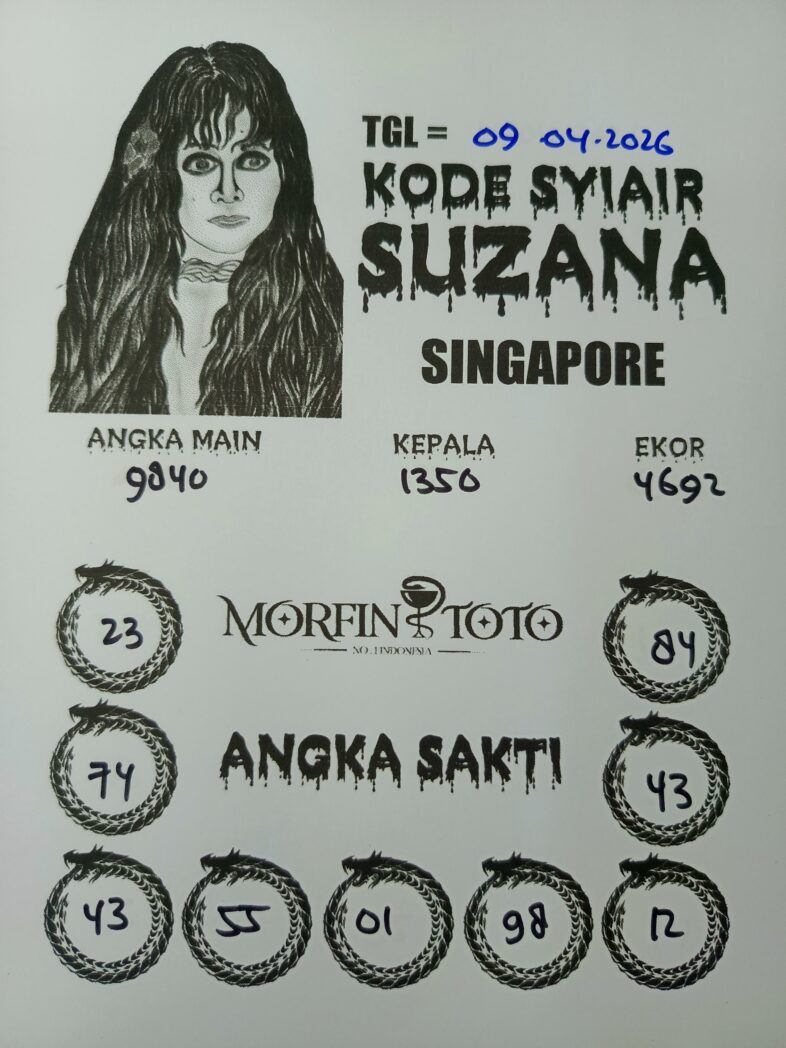 TGL = 09 04.2026
KODE SYIAIR
SUZANA
SINGAPORE
ANGKA MAIN KEPALA EKOR
9840 1350 4692
23 MORFIN TOTO 84
NO.1 INDONESIA
74 ANGKA SAKTI 43
43 55 01 98 12